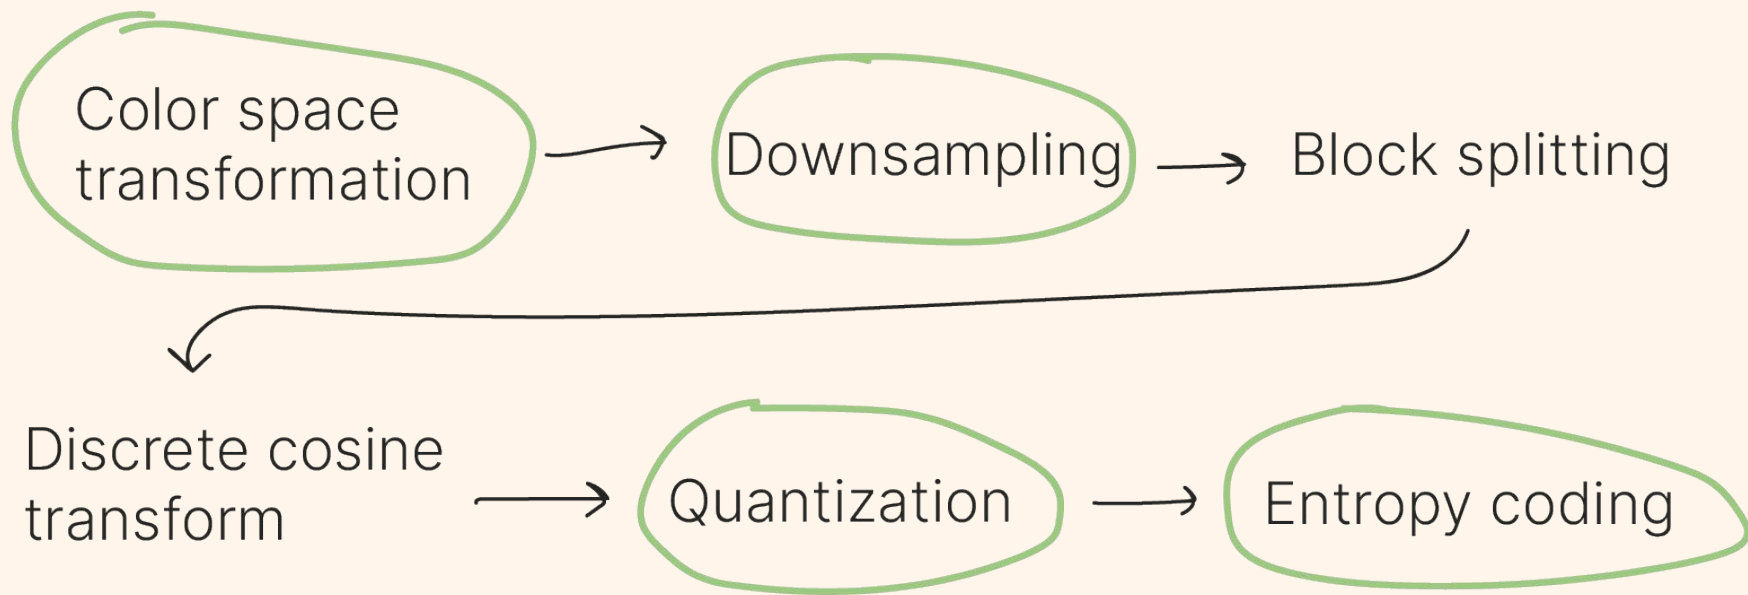 Color space
transformation
Downsampling
Block splitting
Discrete cosine
transform
Quantization
Entropy coding